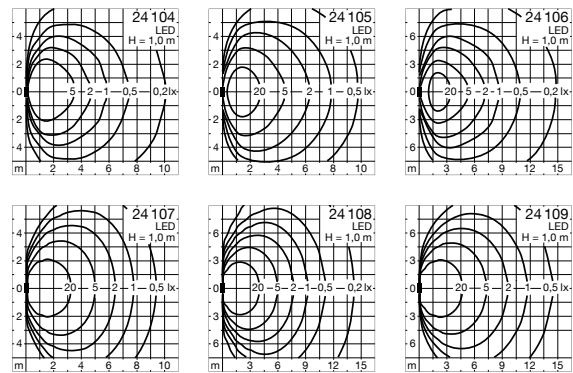 24 104
LED
H = 1,0 m
4
2
0
2
4
5 2 1 0,5 0,2 lx
m 2 4 6 8 10
24 105
LED
H = 1,0 m
4
2
0
2
4
20 5 2 1 0,5 lx
m 2 4 6 8 10
24 106
LED
H = 1,0 m
6
3
0
3
6
20 5 2 1 0,5 0,2 lx
m 3 6 9 12 15
24 107
LED
H = 1,0 m
4
2
0
2
4
20 5 2 1 0,5 lx
m 2 4 6 8 10
24 108
LED
H = 1,0 m
6
3
0
3
6
20 5 2 1 0,5 0,2 lx
m 3 6 9 12 15
24 109
LED
H = 1,0 m
6
3
0
3
6
20 5 2 1 0,5 lx
m 3 6 9 12 15